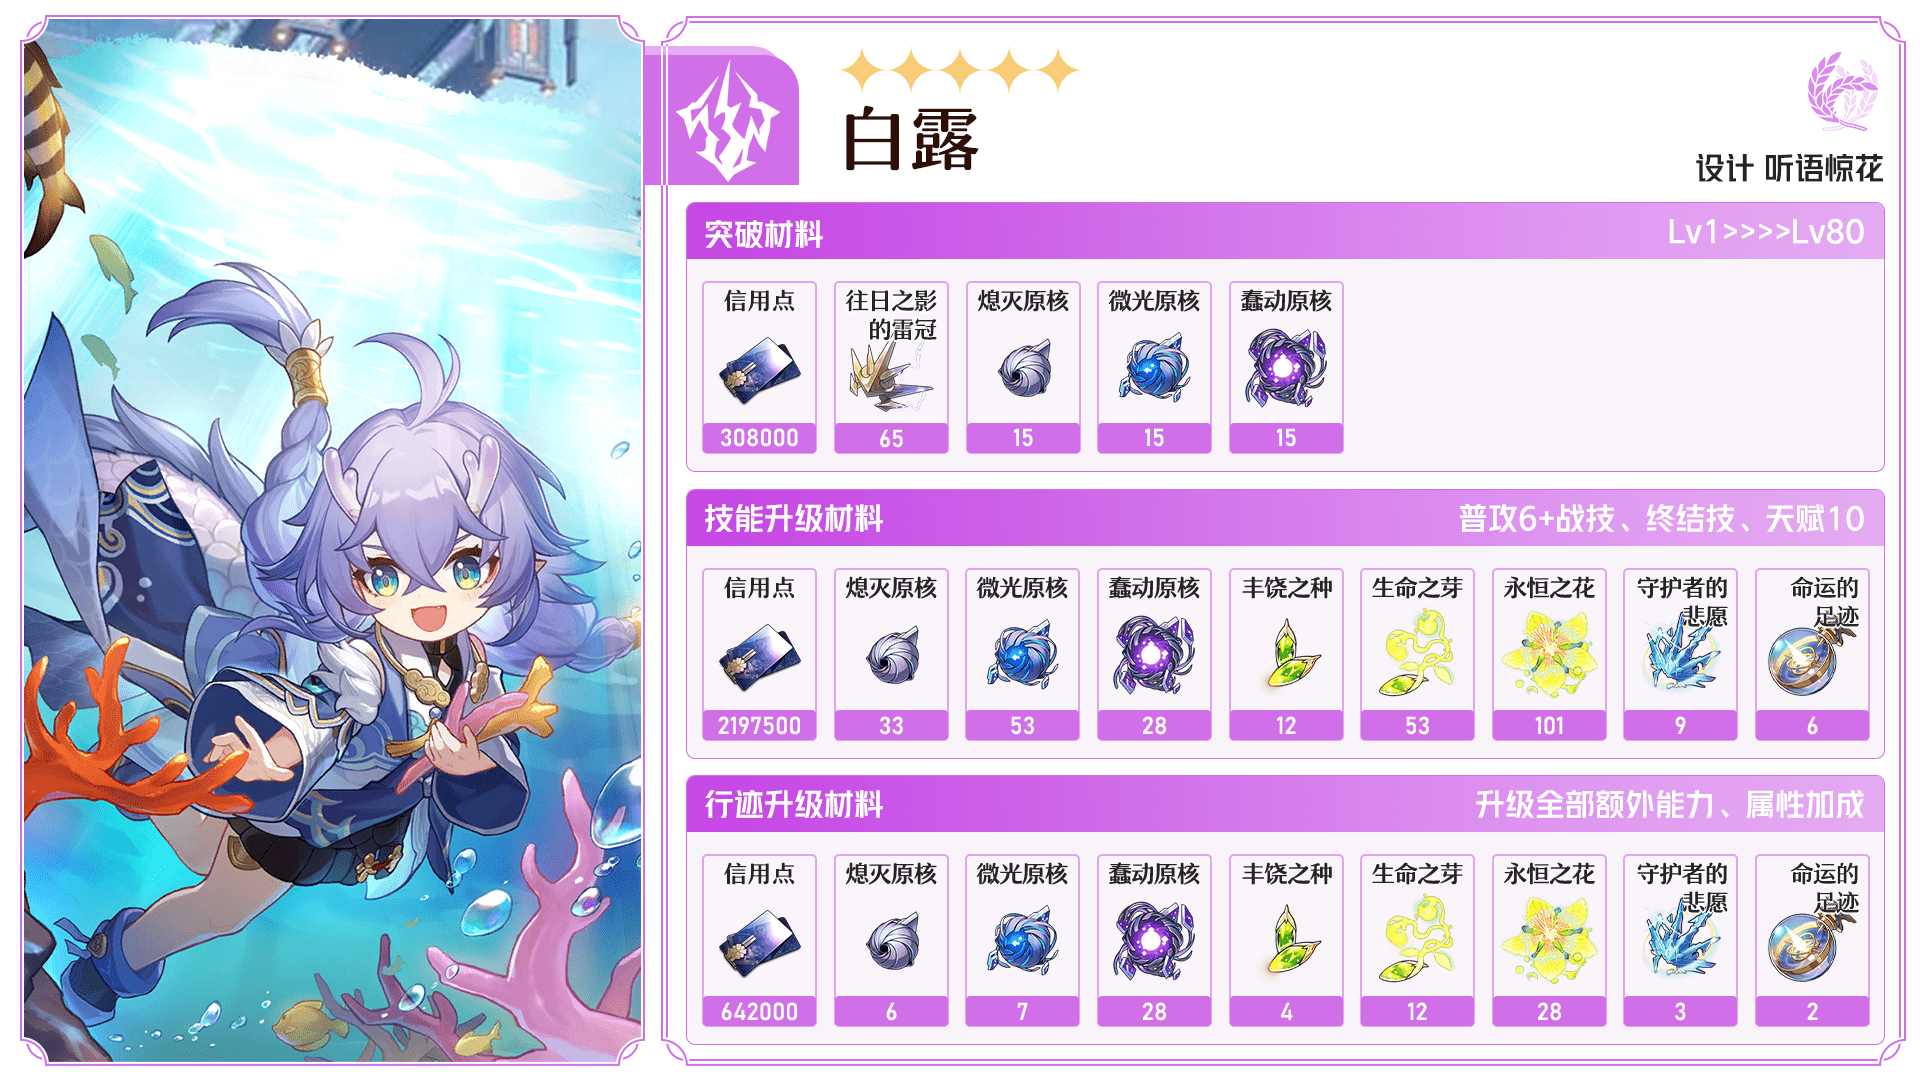 白露
设计 听语惊花
突破材料 Lv1>>>>Lv80
信用点 往日之影的雷冠 熄灭原核 微光原核 蠢动原核
308000 65 15 15 15
技能升级材料 普攻6+战技、终结技、天赋10
信用点 熄灭原核 微光原核 蠢动原核 丰饶之种 生命之芽 永恒之花 守护者的悲愿 命运的足迹
2197500 33 53 28 12 53 101 9 6
行迹升级材料 升级全部额外能力、属性加成
信用点 熄灭原核 微光原核 蠢动原核 丰饶之种 生命之芽 永恒之花 守护者的悲愿 命运的足迹
642000 6 7 28 4 12 28 3 2